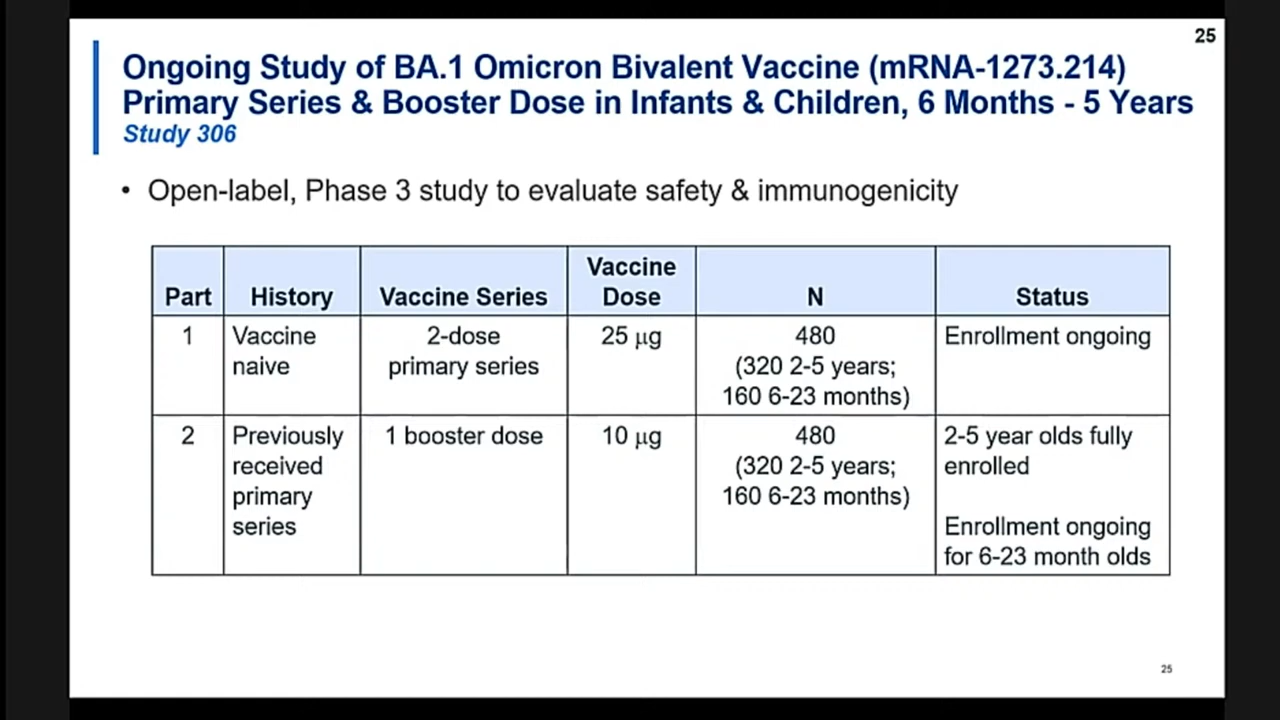 25
Ongoing Study of BA.1 Omicron Bivalent Vaccine (mRNA-1273.214)
Primary Series & Booster Dose in Infants & Children, 6 Months - 5 Years
Study 306
• Open-label, Phase 3 study to evaluate safety & immunogenicity
Part History Vaccine Series Vaccine Dose N Status
1
Vaccine
naive
2-dose
primary series
25 μg
480
(320 2-5 years;
160 6-23 months)
Enrollment ongoing
2
Previously
received
primary
series
1 booster dose
10 μg
480
(320 2-5 years;
160 6-23 months)
2-5 year olds fully
enrolled
Enrollment ongoing
for 6-23 month olds
25